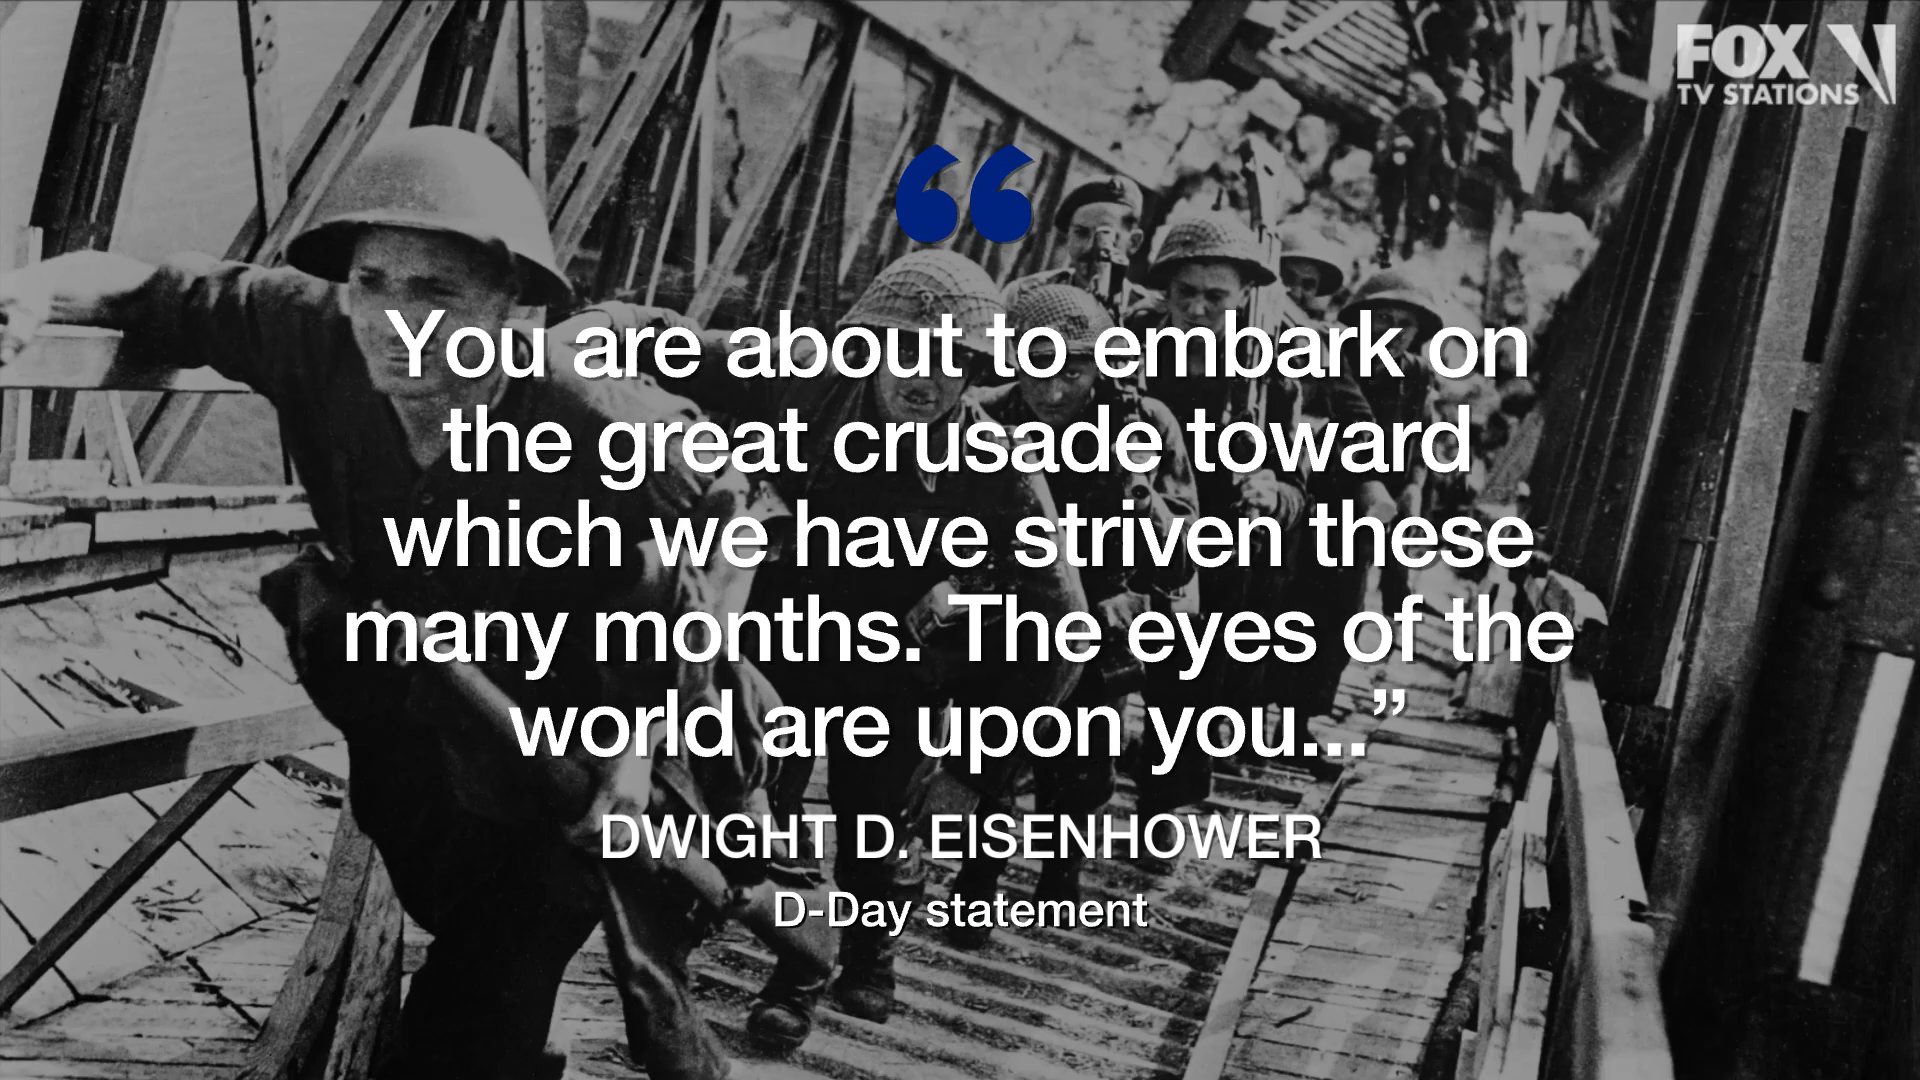 FOX
TV STATIONS
“
You are about to embark on
the great crusade toward
which we have striven these
many months. The eyes of the
world are upon you...”
DWIGHT D. EISENHOWER
D-Day statement